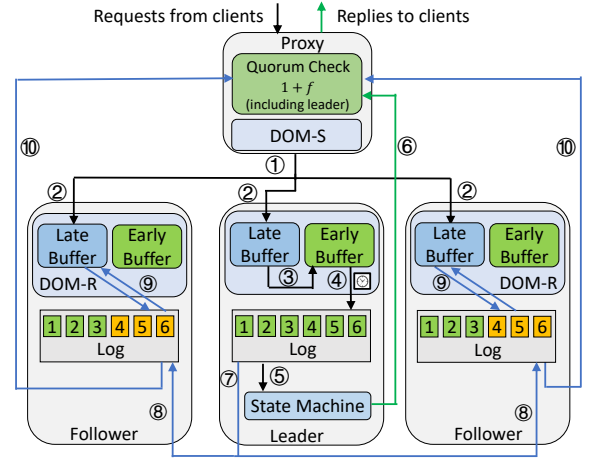 Requests from clients
Replies to clients
Proxy
Quorum Check
1 + f
(including leader)
DOM-S
①
⑩
⑥
⑩
②
②
②
Late
Buffer
Early
Buffer
DOM-R
⑨
Late
Buffer
Early
Buffer
③
④
Late
Buffer
Early
Buffer
⑨
DOM-R
1 2 3 4 5 6
Log
1 2 3 4 5 6
Log
1 2 3 4 5 6
Log
⑦
⑤
⑧
⑧
State Machine
Follower
Leader
Follower